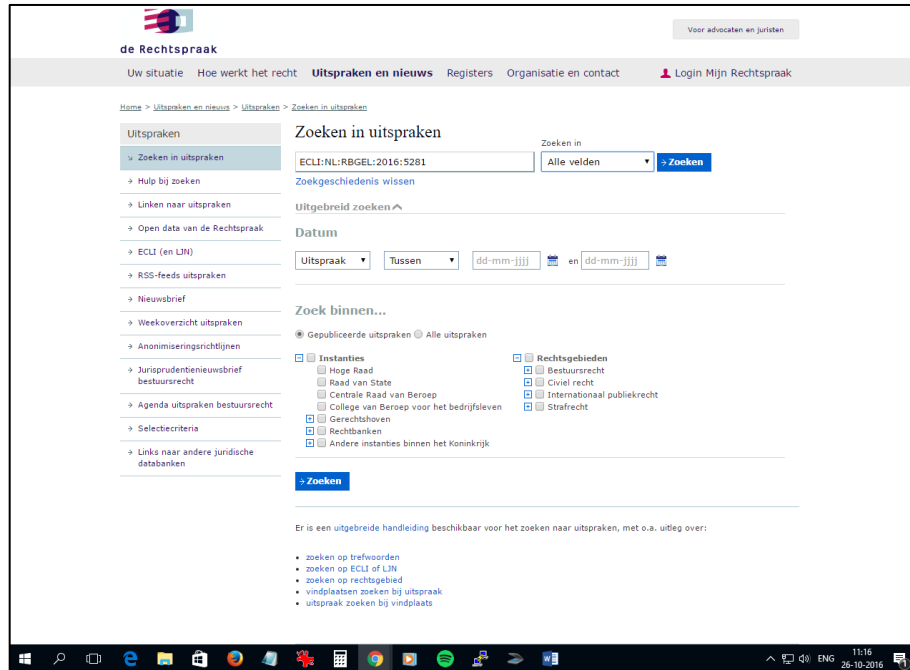 de Rechtspraak
Voor advocaten en juristen
Uw situatie Hoe werkt het recht Uitspraken en nieuws Registers Organisatie en contact Login Mijn Rechtspraak
Home > Uitspraken en nieuws > Uitspraken > Zoeken in uitspraken
Uitspraken
Zoeken in uitspraken
Hulp bij zoeken
Linken naar uitspraken
Open data van de Rechtspraak
ECLI (en LJN)
RSS-feeds uitspraken
Nieuwsbrief
Weekoverzicht uitspraken
Anonimiseringsrichtlijnen
Jurisprudentienieuwsbrief
bestuursrecht
Agenda uitspraken bestuursrecht
Selectiecriteria
Links naar andere juridische
databanken
Zoeken in uitspraken
Zoeken in
ECLI:NL:RBGEL:2016:5281 Alle velden Zoeken
Zoekgeschiedenis wissen
Uitgebreid zoeken
Datum
Uitspraak Tussen dd-mm-jjjj en dd-mm-jjjj
Zoek binnen...
Gepubliceerde uitspraken Alle uitspraken
Instanties
Hoge Raad
Raad van State
Centrale Raad van Beroep
College van Beroep voor het bedrijfsleven
Gerechtshoven
Rechtbanken
Andere instanties binnen het Koninkrijk
Rechtsgebieden
Bestuursrecht
Civiel recht
Internationaal publiekrecht
Strafrecht
Zoeken
Er is een uitgebreide handleiding beschikbaar voor het zoeken naar uitspraken, met o.a. uitleg over:
• zoeken op trefwoorden
• zoeken op ECLI of LJN
• zoeken op rechtsgebied
• vindplaatsen zoeken bij uitspraak
• uitspraak zoeken bij vindplaats
ENG
11:16
26-10-2016